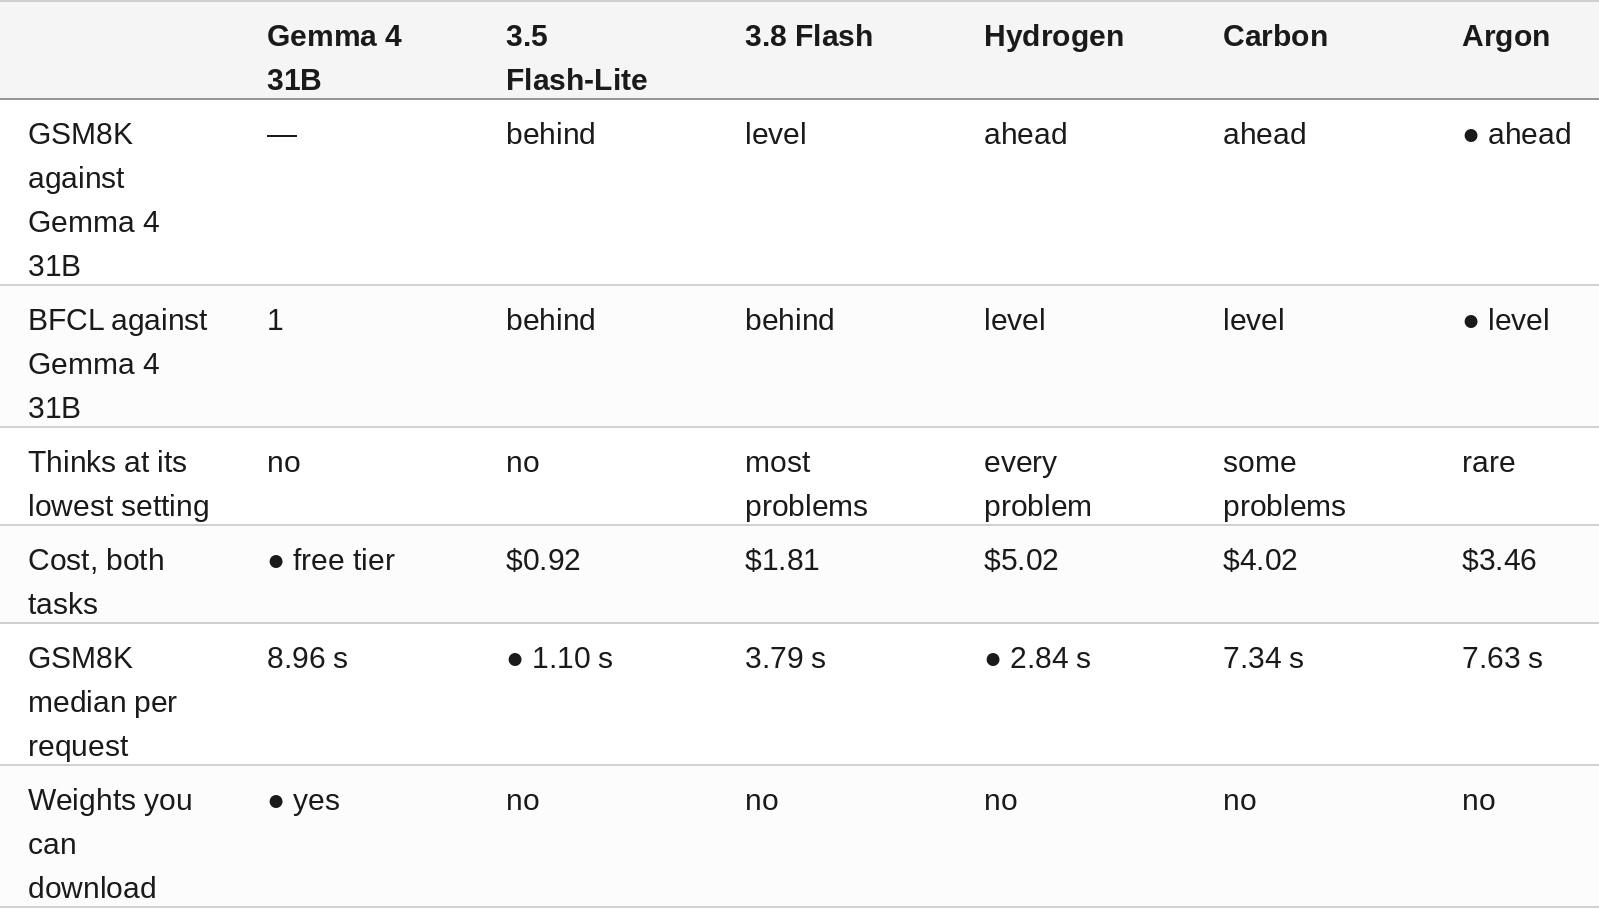 Gemma 4 31B | 3.5 Flash-Lite | 3.8 Flash | Hydrogen | Carbon | Argon
GSM8K against Gemma 4 31B | — | behind | level | ahead | ahead | ● ahead
BFCL against Gemma 4 31B | 1 | behind | behind | level | level | ● level
Thinks at its lowest setting | no | no | most problems | every problem | some problems | rare
Cost, both tasks | ● free tier | $0.92 | $1.81 | $5.02 | $4.02 | $3.46
GSM8K median per request | 8.96 s | ● 1.10 s | 3.79 s | ● 2.84 s | 7.34 s | 7.63 s
Weights you can download | ● yes | no | no | no | no | no